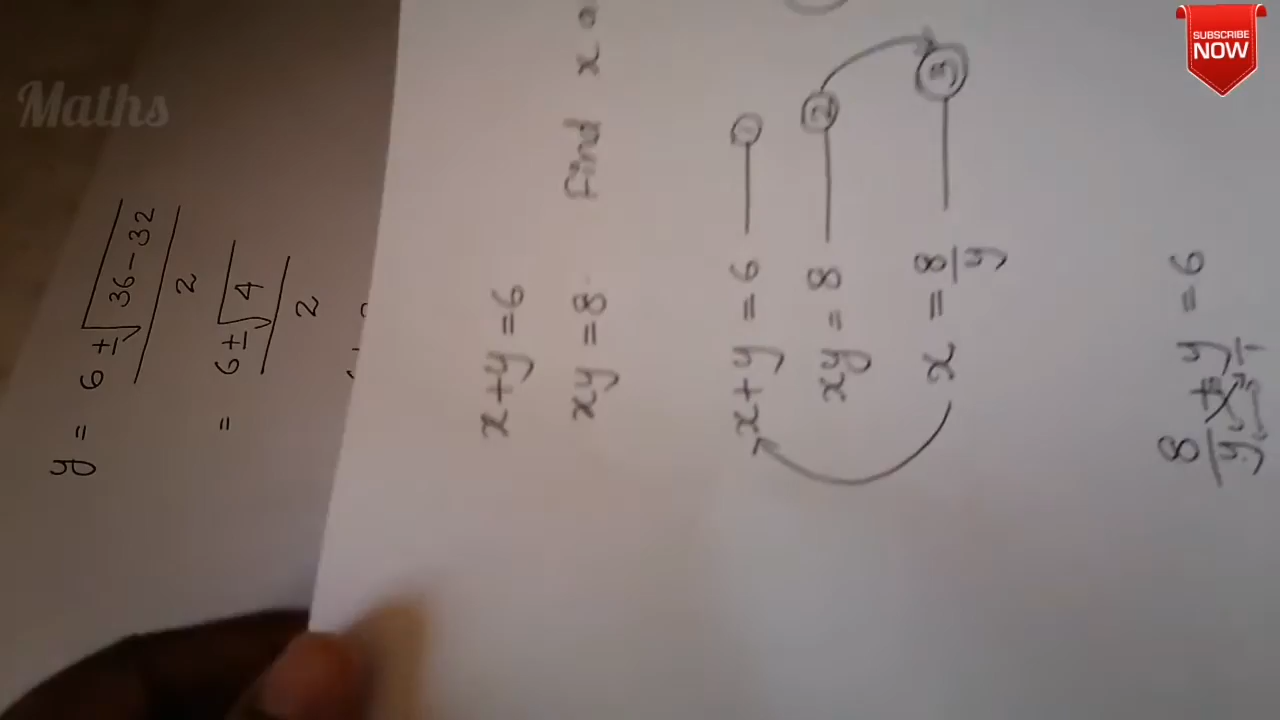 SUBSCRIBE
NOW
Maths
y = 6 ± √36 - 32 / 2
= 6 ± √4 / 2
x + y = 6
xy = 8 Find x
x + y = 6 — ①
xy = 8 — ②
x = 8/y — ③
8/y + y/1 = 6